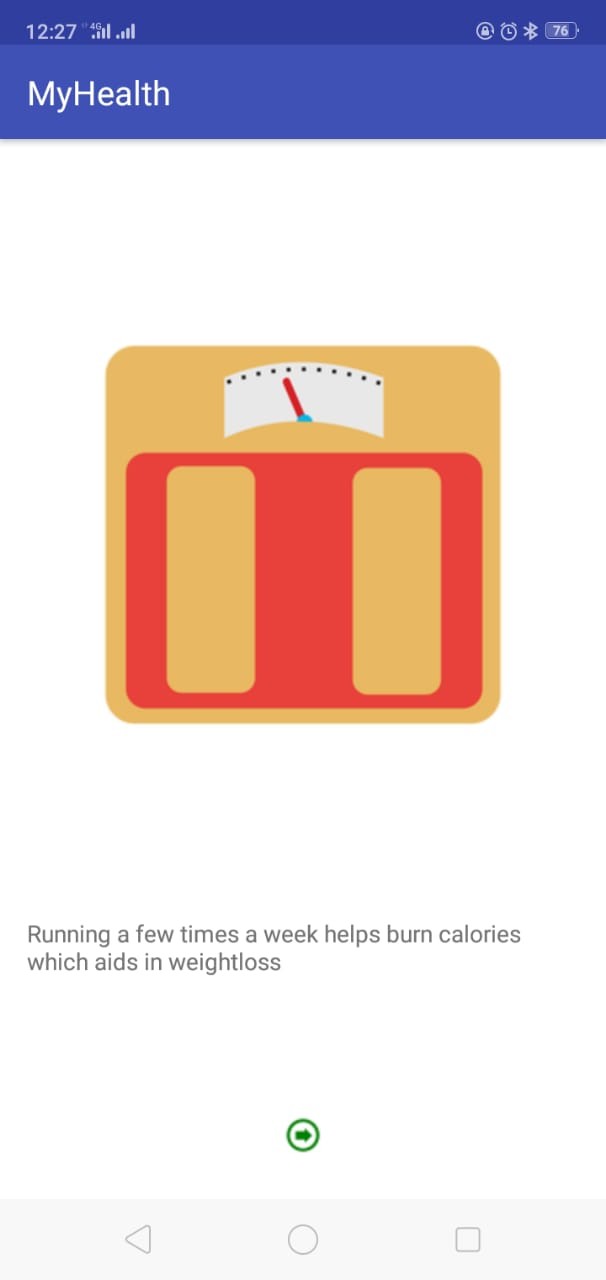 12:27 4G 76
MyHealth
Running a few times a week helps burn calories
which aids in weightloss